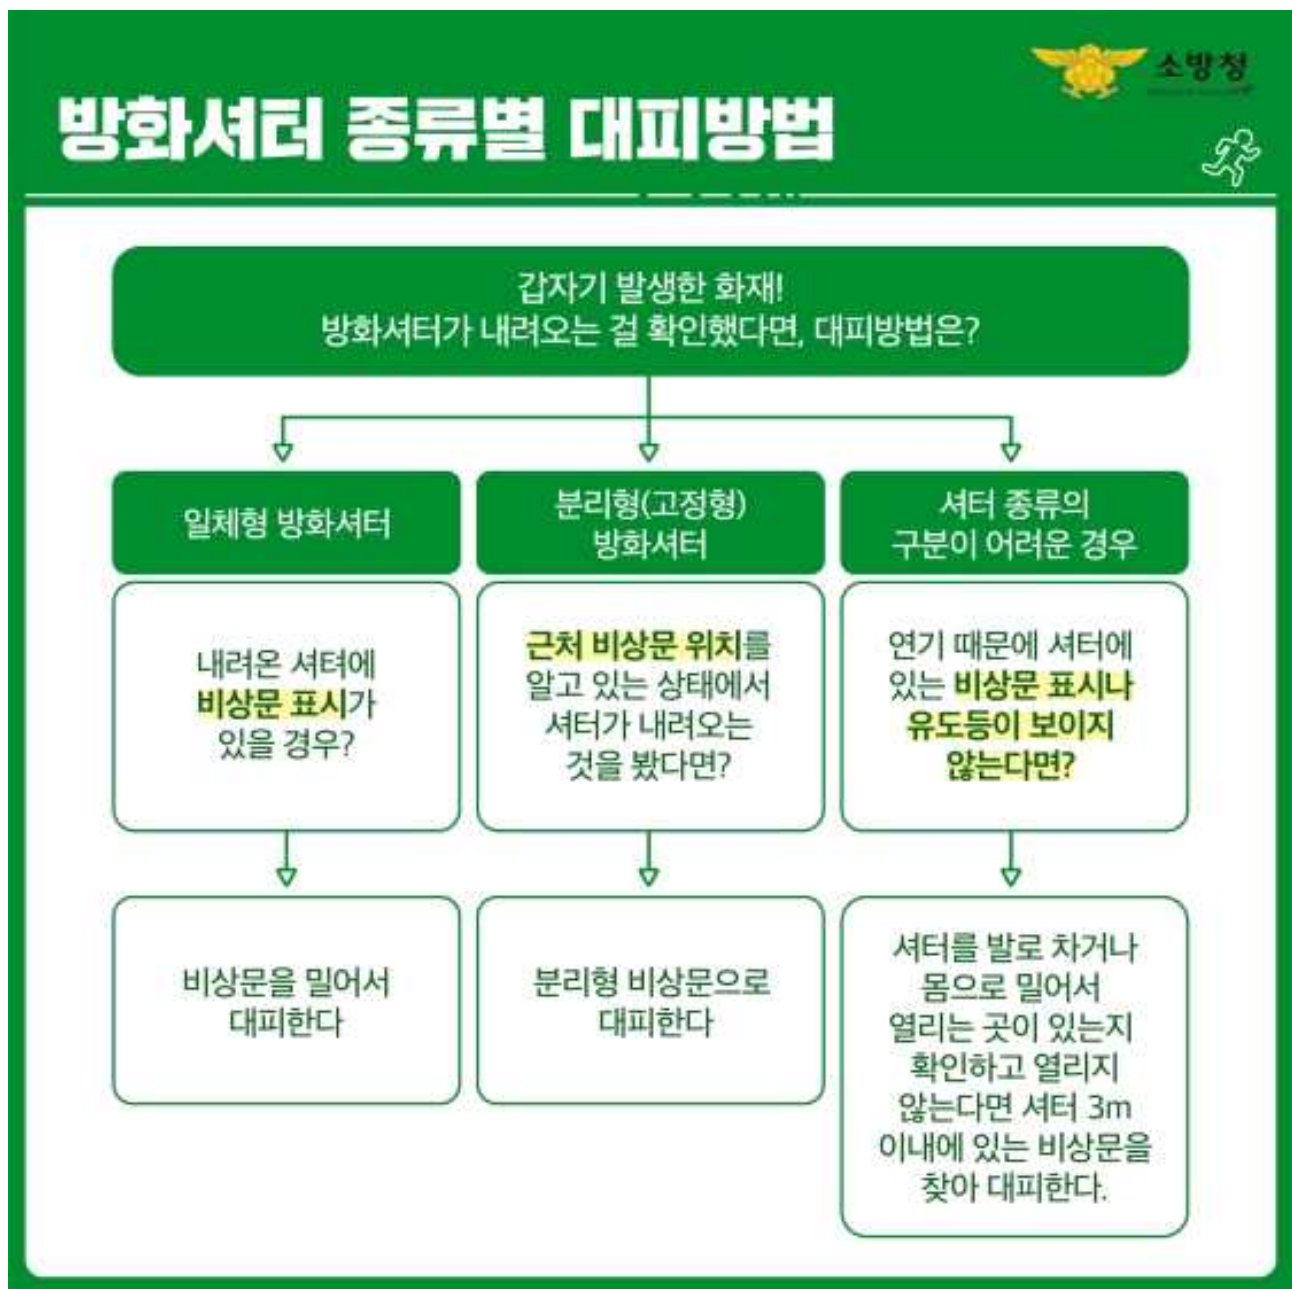 소방청
방화셔터 종류별 대피방법
갑자기 발생한 화재!
방화셔터가 내려오는 걸 확인했다면, 대피방법은?
일체형 방화셔터
내려온 셔텨에
비상문 표시가
있을 경우?
비상문을 밀어서
대피한다
분리형(고정형)
방화셔터
근처 비상문 위치를
알고 있는 상태에서
셔터가 내려오는
것을 봤다면?
분리형 비상문으로
대피한다
셔터 종류의
구분이 어려운 경우
연기 때문에 셔터에
있는 비상문 표시나
유도등이 보이지
않는다면?
셔터를 발로 차거나
몸으로 밀어서
열리는 곳이 있는지
확인하고 열리지
않는다면 셔터 3m
이내에 있는 비상문을
찾아 대피한다.